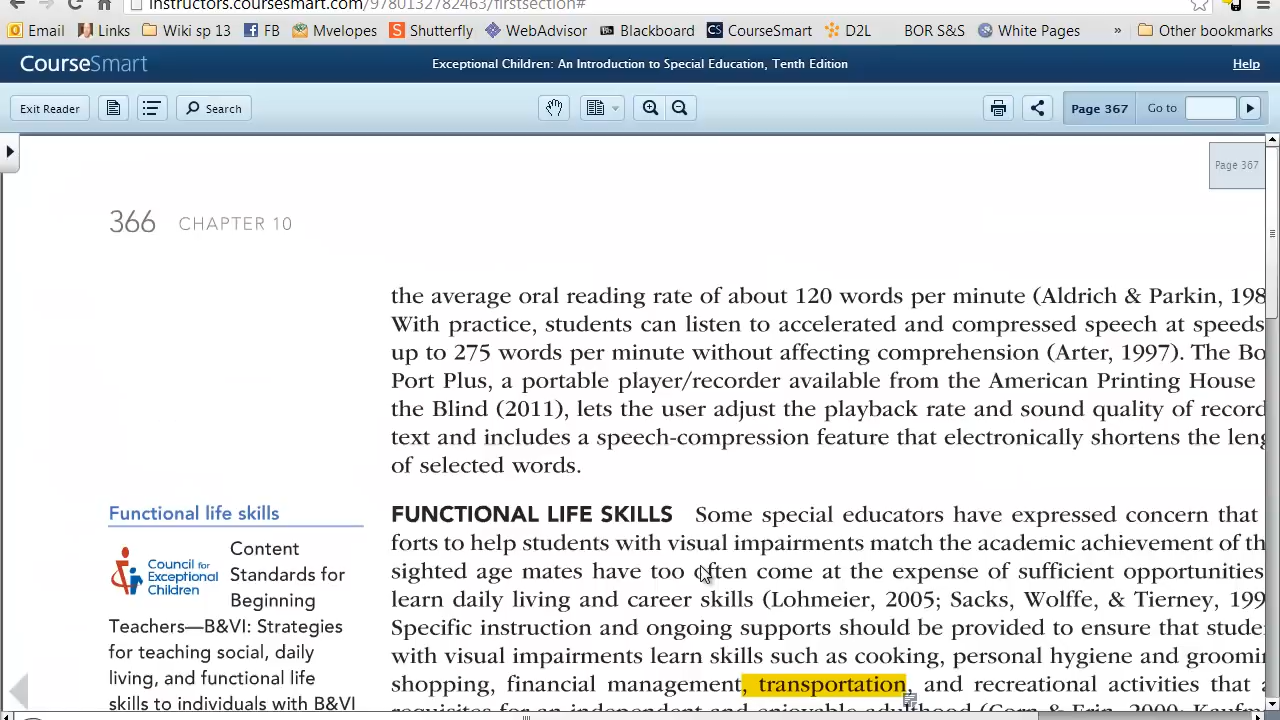 instructors.coursesmart.com/9780132782463/firstsection#
Email Links Wiki sp 13 FB Mvelopes Shutterfly WebAdvisor Blackboard CourseSmart D2L BOR S&S White Pages » Other bookmarks
CourseSmart Exceptional Children: An Introduction to Special Education, Tenth Edition Help
Exit Reader Search Page 367 Go to
Page 367
366 CHAPTER 10
the average oral reading rate of about 120 words per minute (Aldrich & Parkin, 198
With practice, students can listen to accelerated and compressed speech at speeds
up to 275 words per minute without affecting comprehension (Arter, 1997). The Bo
Port Plus, a portable player/recorder available from the American Printing House
the Blind (2011), lets the user adjust the playback rate and sound quality of record
text and includes a speech-compression feature that electronically shortens the leng
of selected words.
Functional life skills
Council for
Exceptional
Children
Content
Standards for
Beginning
Teachers—B&VI: Strategies
for teaching social, daily
living, and functional life
skills to individuals with B&VI
FUNCTIONAL LIFE SKILLS Some special educators have expressed concern that
forts to help students with visual impairments match the academic achievement of th
sighted age mates have too often come at the expense of sufficient opportunities
learn daily living and career skills (Lohmeier, 2005; Sacks, Wolffe, & Tierney, 199
Specific instruction and ongoing supports should be provided to ensure that stude
with visual impairments learn skills such as cooking, personal hygiene and groomin
shopping, financial management, transportation, and recreational activities that a
requisites for an independent and enjoyable adulthood (Corn & Erin, 2000; Kaufm